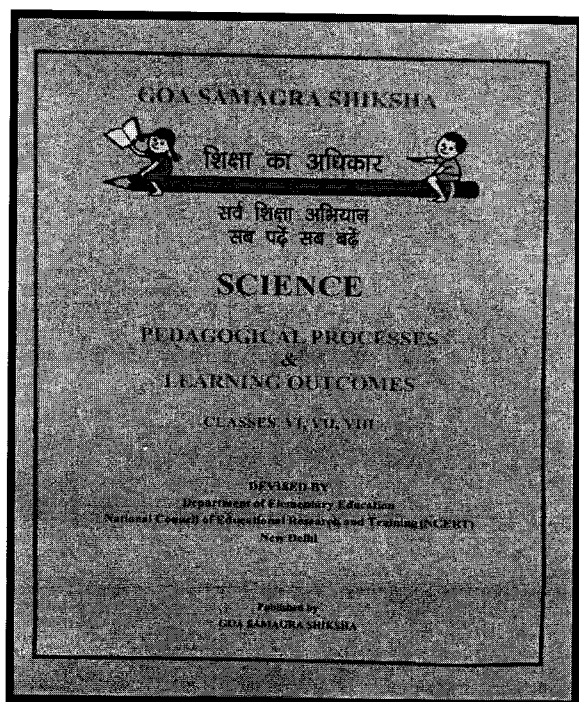 GOA SAMAGRA SHIKSHA
शिक्षा का अधिकार
सर्व शिक्षा अभियान
सब पढ़ें सब बढ़ें
SCIENCE
PEDAGOGICAL PROCESSES
&
LEARNING OUTCOMES
CLASSES, VI, VII, VIII
DEVISED BY
Department of Elementary Education
National Council of Educational Research and Training (NCERT)
New Delhi
Published by
GOA SAMAGRA SHIKSHA